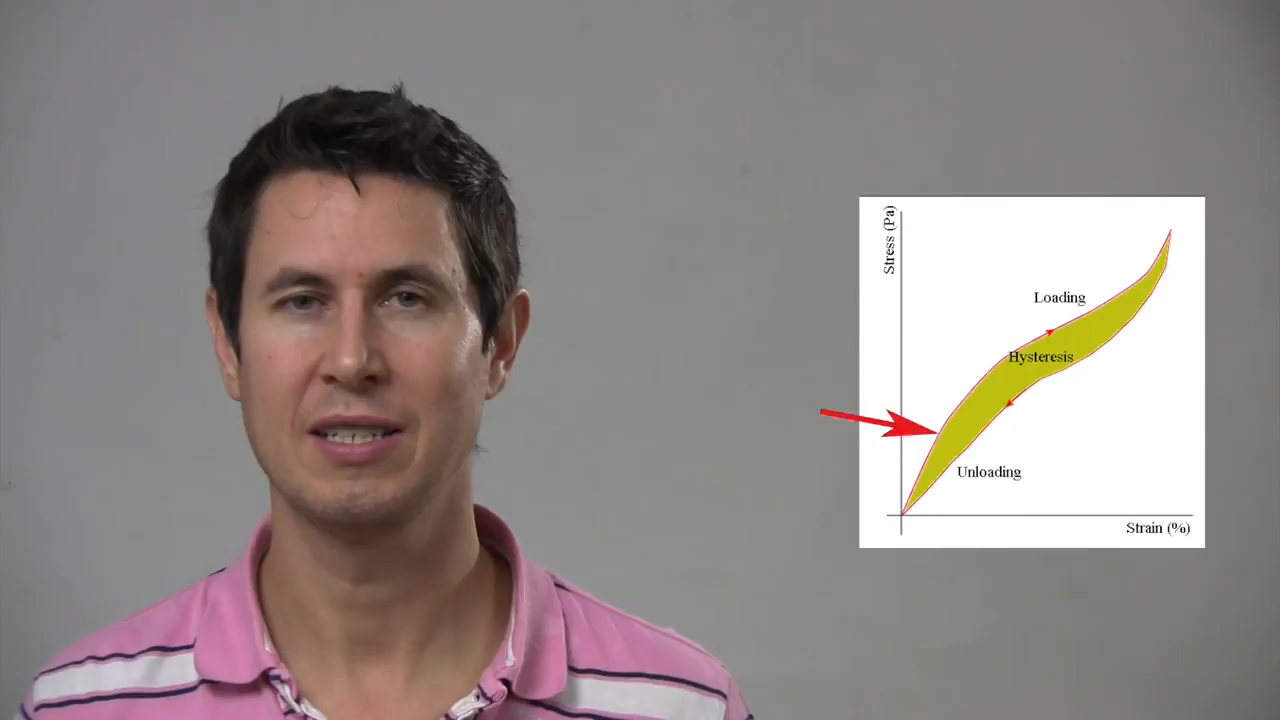 Stress (Pa)
Loading
Hysteresis
Unloading
Strain (%)